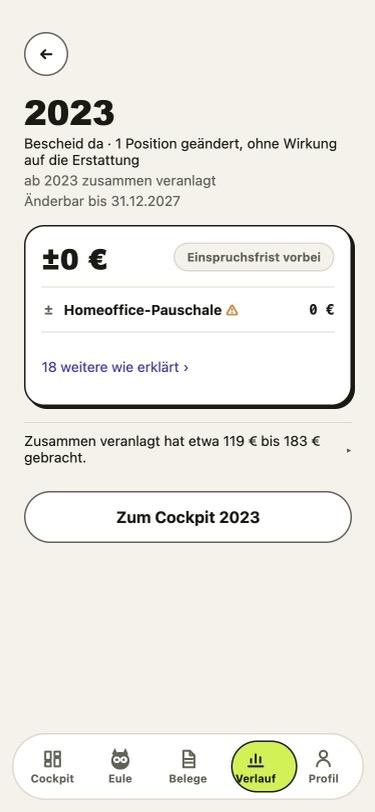 2023
Bescheid da · 1 Position geändert, ohne Wirkung
auf die Erstattung
ab 2023 zusammen veranlagt
Änderbar bis 31.12.2027
±0 €
Einspruchsfrist vorbei
± Homeoffice-Pauschale 0 €
18 weitere wie erklärt ›
Zusammen veranlagt hat etwa 119 € bis 183 €
gebracht.
Zum Cockpit 2023
Cockpit Eule Belege Verlauf Profil